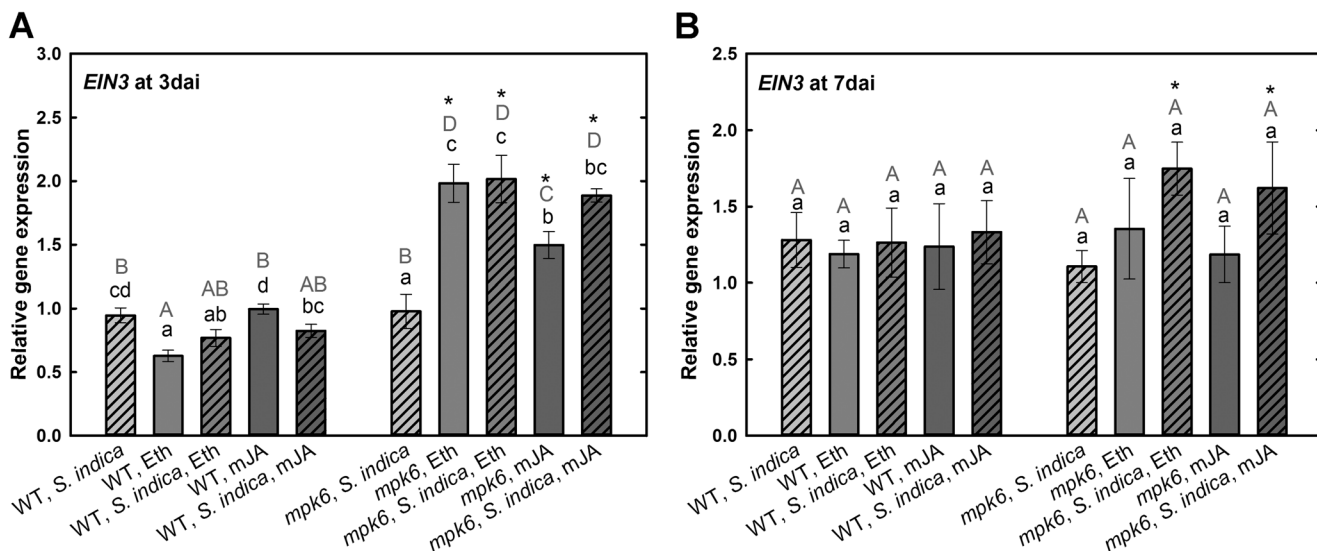 A
EIN3 at 3dai
Relative gene expression
3.0
2.5
2.0
1.5
1.0
0.5
0.0
B
cd
A
a
AB
ab
B
d
AB
bc
B
a
*
D
c
*
D
c
*
C
b
*
D
bc
WT, S. indica
WT, Eth
WT, S. indica, Eth
WT, mJA
WT, S. indica, mJA
mpk6, S. indica
mpk6, Eth
mpk6, S. indica, Eth
mpk6, mJA
mpk6, S. indica, mJA
B
EIN3 at 7dai
Relative gene expression
2.5
2.0
1.5
1.0
0.5
0.0
A
a
A
a
A
a
A
a
A
a
A
a
A
a
*
A
a
A
a
*
A
a
WT, S. indica
WT, Eth
WT, S. indica, Eth
WT, mJA
WT, S. indica, mJA
mpk6, S. indica
mpk6, Eth
mpk6, S. indica, Eth
mpk6, mJA
mpk6, S. indica, mJA